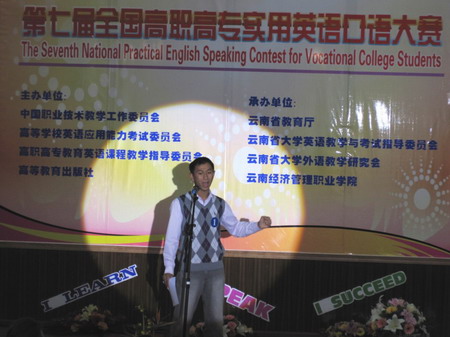 第七届全国高职高专实用英语口语大赛
The Seventh National Practical English Speaking Contest for Vocational College Students
主办单位:
中国职业技术教学工作委员会
高等学校英语应用能力考试委员会
高职高专教育英语课程教学指导委员会
高等教育出版社
承办单位:
云南省教育厅
云南省大学英语教学与考试指导委员会
云南省大学外语教学研究会
云南经济管理职业学院
I LEARN
SPEAK
I SUCCEED